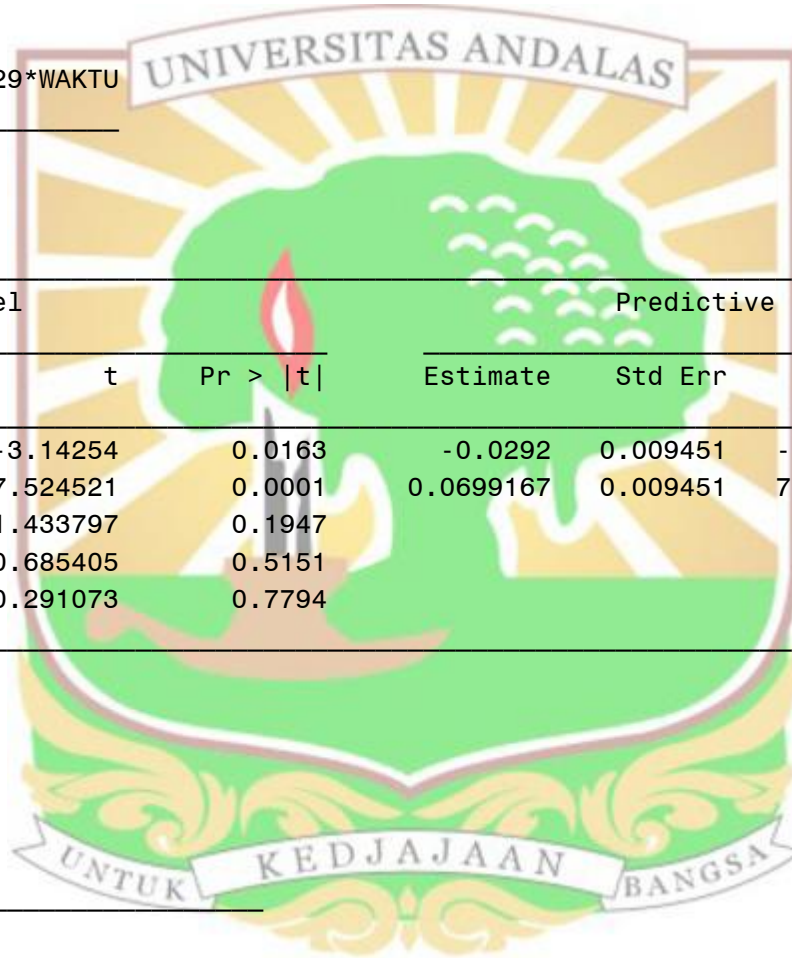 UNIVERSITAS ANDALAS
29*WAKTU
el Predictive
t Pr > |t| Estimate Std Err
-3.14254 0.0163 -0.0292 0.009451 -
7.524521 0.0001 0.0699167 0.009451 7
1.433797 0.1947
0.685405 0.5151
0.291073 0.7794
UNTUK KEDJAJAAN BANGSA